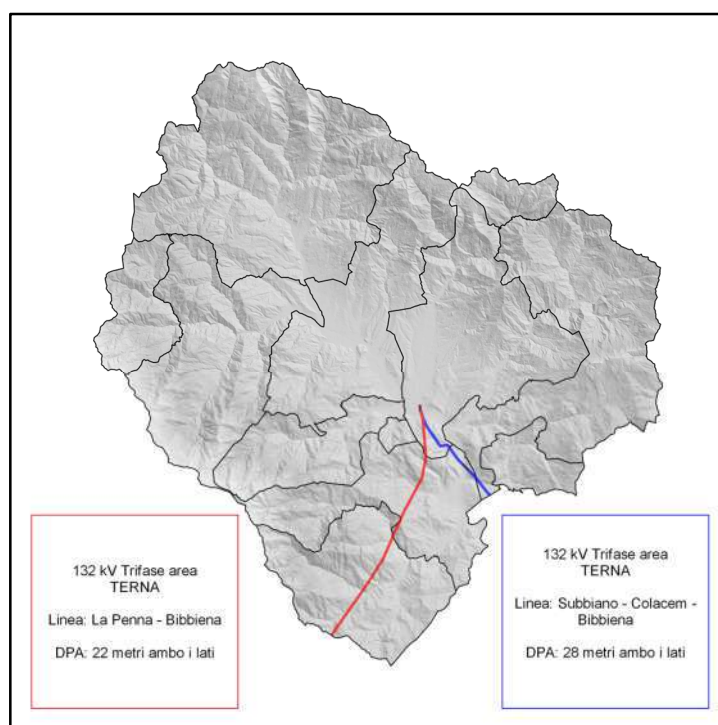 132 kV Trifase area
TERNA
Linea: La Penna - Bibbiena
DPA: 22 metri ambo i lati
132 kV Trifase area
TERNA
Linea: Subbiano - Colacem -
Bibbiena
DPA: 28 metri ambo i lati